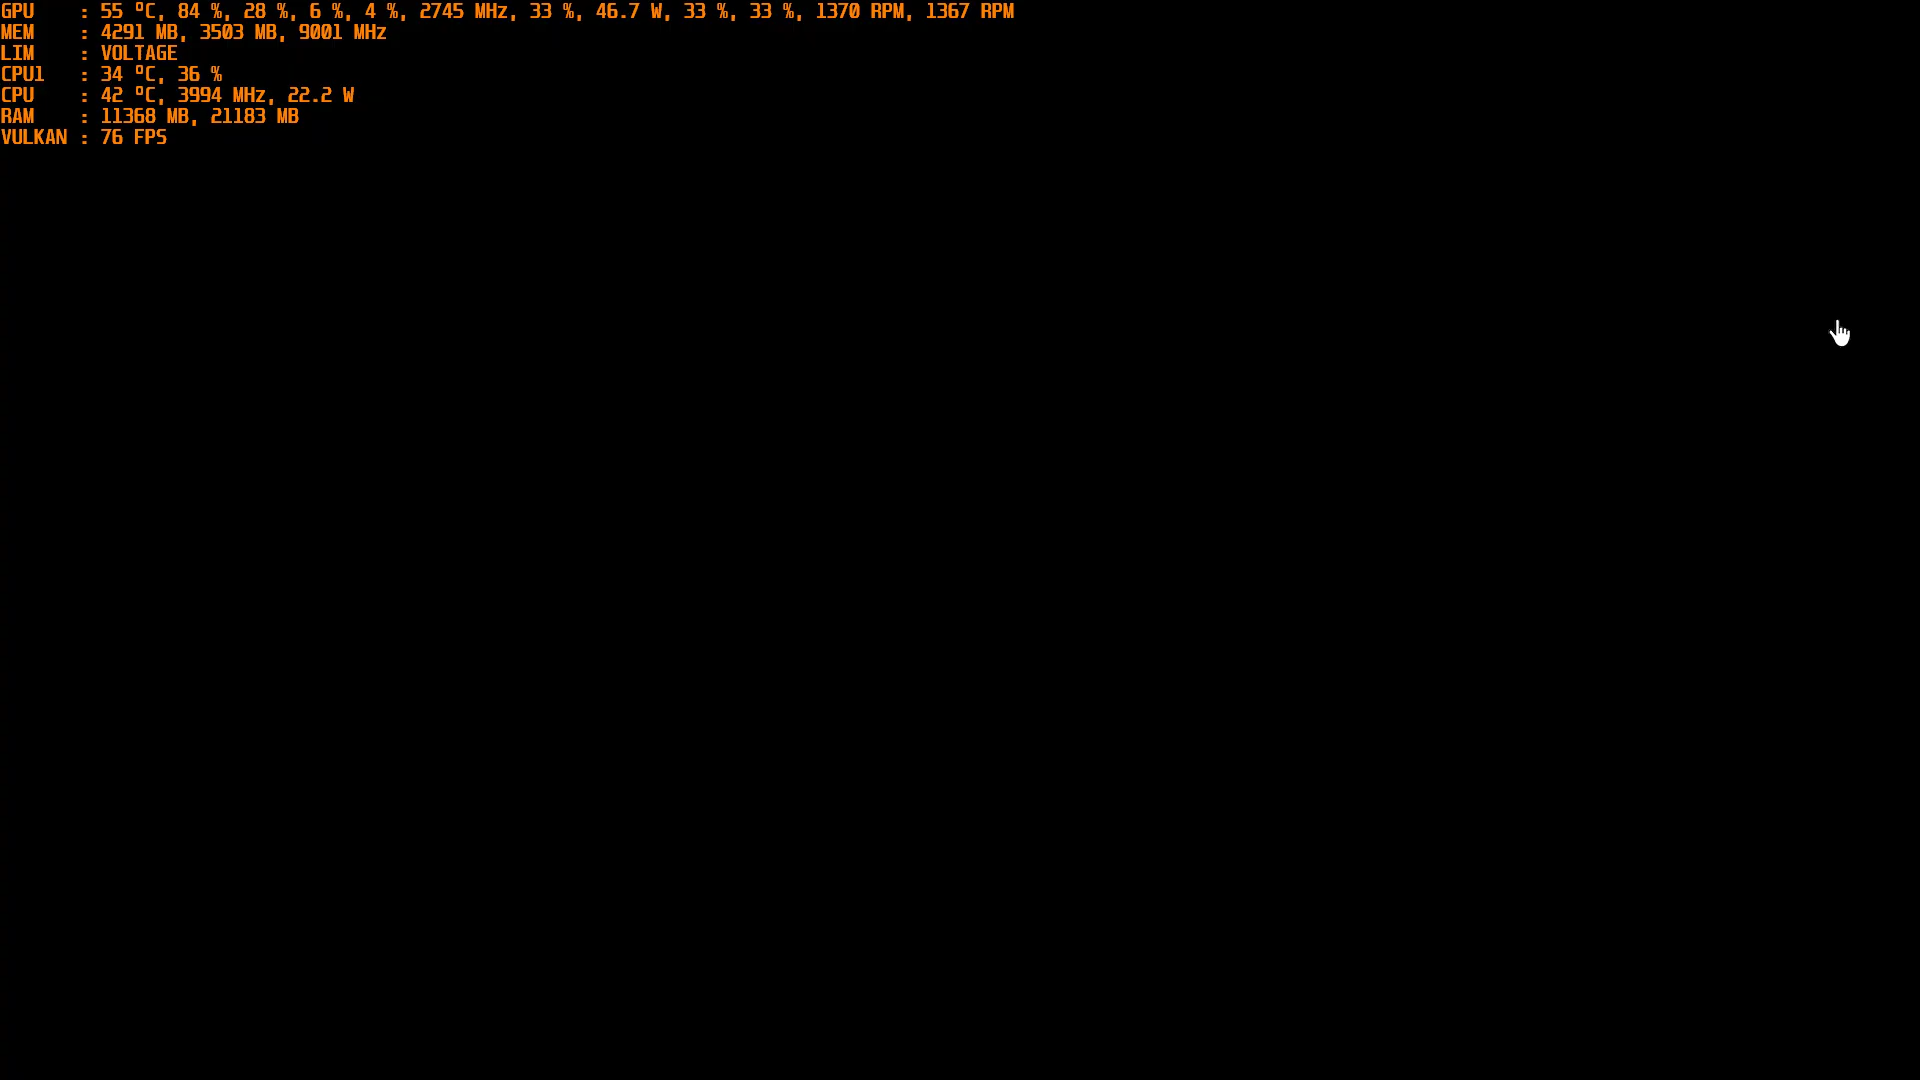 GPU : 55 °C, 84 %, 28 %, 6 %, 4 %, 2745 MHz, 33 %, 46.7 W, 33 %, 33 %, 1370 RPM, 1367 RPM
MEM : 4291 MB, 3503 MB, 9001 MHz
LIM : VOLTAGE
CPU1 : 34 °C, 36 %
CPU : 42 °C, 3994 MHz, 22.2 W
RAM : 11368 MB, 21183 MB
VULKAN : 76 FPS